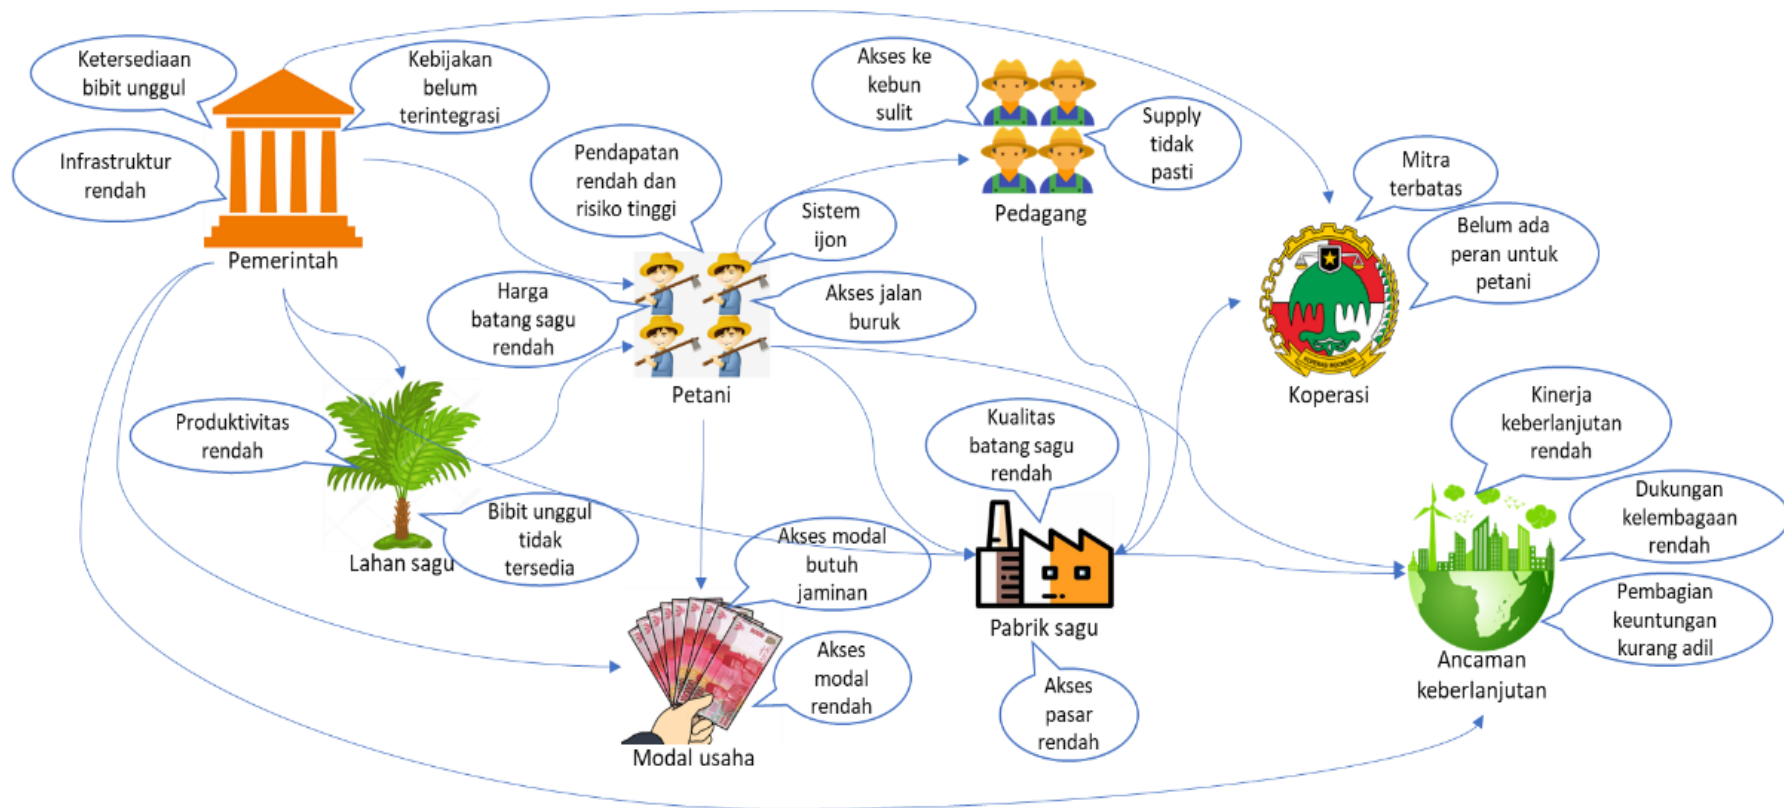 Ketersediaan
bibit unggul
Kebijakan
belum
terintegrasi
Infrastruktur
rendah
Pemerintah
Pendapatan
rendah dan
risiko tinggi
Sistem
ijon
Harga
batang sagu
rendah
Akses jalan
buruk
Petani
Akses ke
kebun
sulit
Supply
tidak
pasti
Pedagang
Mitra
terbatas
Belum ada
peran untuk
petani
KOPERASI INDONESIA
Koperasi
Produktivitas
rendah
Bibit unggul
tidak
tersedia
Lahan sagu
Akses modal
butuh
jaminan
Akses
modal
rendah
Modal usaha
Kualitas
batang sagu
rendah
Pabrik sagu
Akses
pasar
rendah
Kinerja
keberlanjutan
rendah
Dukungan
kelembagaan
rendah
Pembagian
keuntungan
kurang adil
Ancaman
keberlanjutan